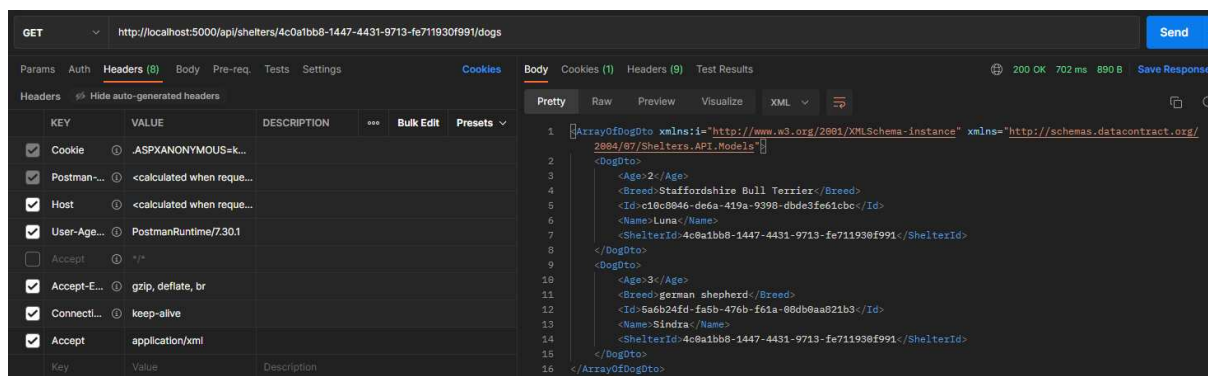 GET http://localhost:5000/api/shelters/4c0a1bb8-1447-4431-9713-fe711930f991/dogs Send
Params Auth Headers (8) Body Pre-req. Tests Settings Cookies
Headers Hide auto-generated headers
KEY VALUE DESCRIPTION ooo Bulk Edit Presets
Cookie .ASPXANONYMOUS=k...
Postman-... <calculated when reque...
Host <calculated when reque...
User-Age... PostmanRuntime/7.30.1
Accept */*
Accept-E... gzip, deflate, br
Connecti... keep-alive
Accept application/xml
Key Value Description
Body Cookies (1) Headers (9) Test Results 200 OK 702 ms 890 B Save Response
Pretty Raw Preview Visualize XML
1 <ArrayOfDogDto xmlns:i="http://www.w3.org/2001/XMLSchema-instance" xmlns="http://schemas.datacontract.org/
2004/07/Shelters.API.Models">
2 <DogDto>
3 <Age>2</Age>
4 <Breed>Staffordshire Bull Terrier</Breed>
5 <Id>c10c8046-de6a-419a-9398-dbde3fe61cbc</Id>
6 <Name>Luna</Name>
7 <ShelterId>4c0a1bb8-1447-4431-9713-fe711930f991</ShelterId>
8 </DogDto>
9 <DogDto>
10 <Age>3</Age>
11 <Breed>german shepherd</Breed>
12 <Id>5a6b24fd-fa5b-476b-f61a-08db0aa821b3</Id>
13 <Name>Sindra</Name>
14 <ShelterId>4c0a1bb8-1447-4431-9713-fe711930f991</ShelterId>
15 </DogDto>
16 </ArrayOfDogDto>